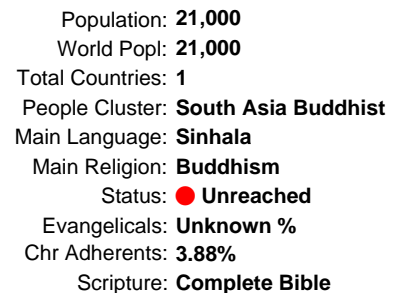 Population: 21,000
World Popl: 21,000
Total Countries: 1
People Cluster: South Asia Buddhist
Main Language: Sinhala
Main Religion: Buddhism
Status: Unreached
Evangelicals: Unknown %
Chr Adherents: 3.88%
Scripture: Complete Bible